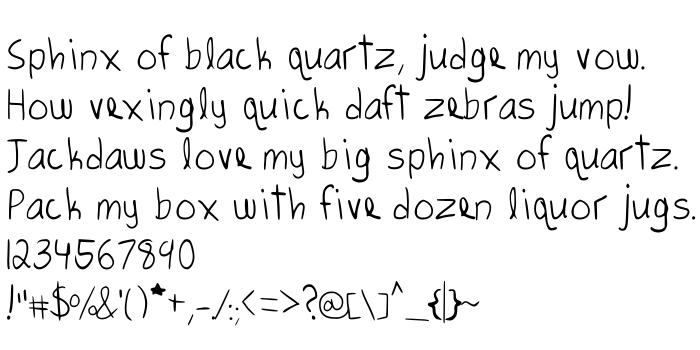 Sphinx of black quartz, judge my vow.
How vexingly quick daft zebras jump!
Jackdaws love my big sphinx of quartz.
Pack my box with five dozen liquor jugs.
1234567890
!"#$%&'()*+,-./:;<=>?@[\]^_{|}~